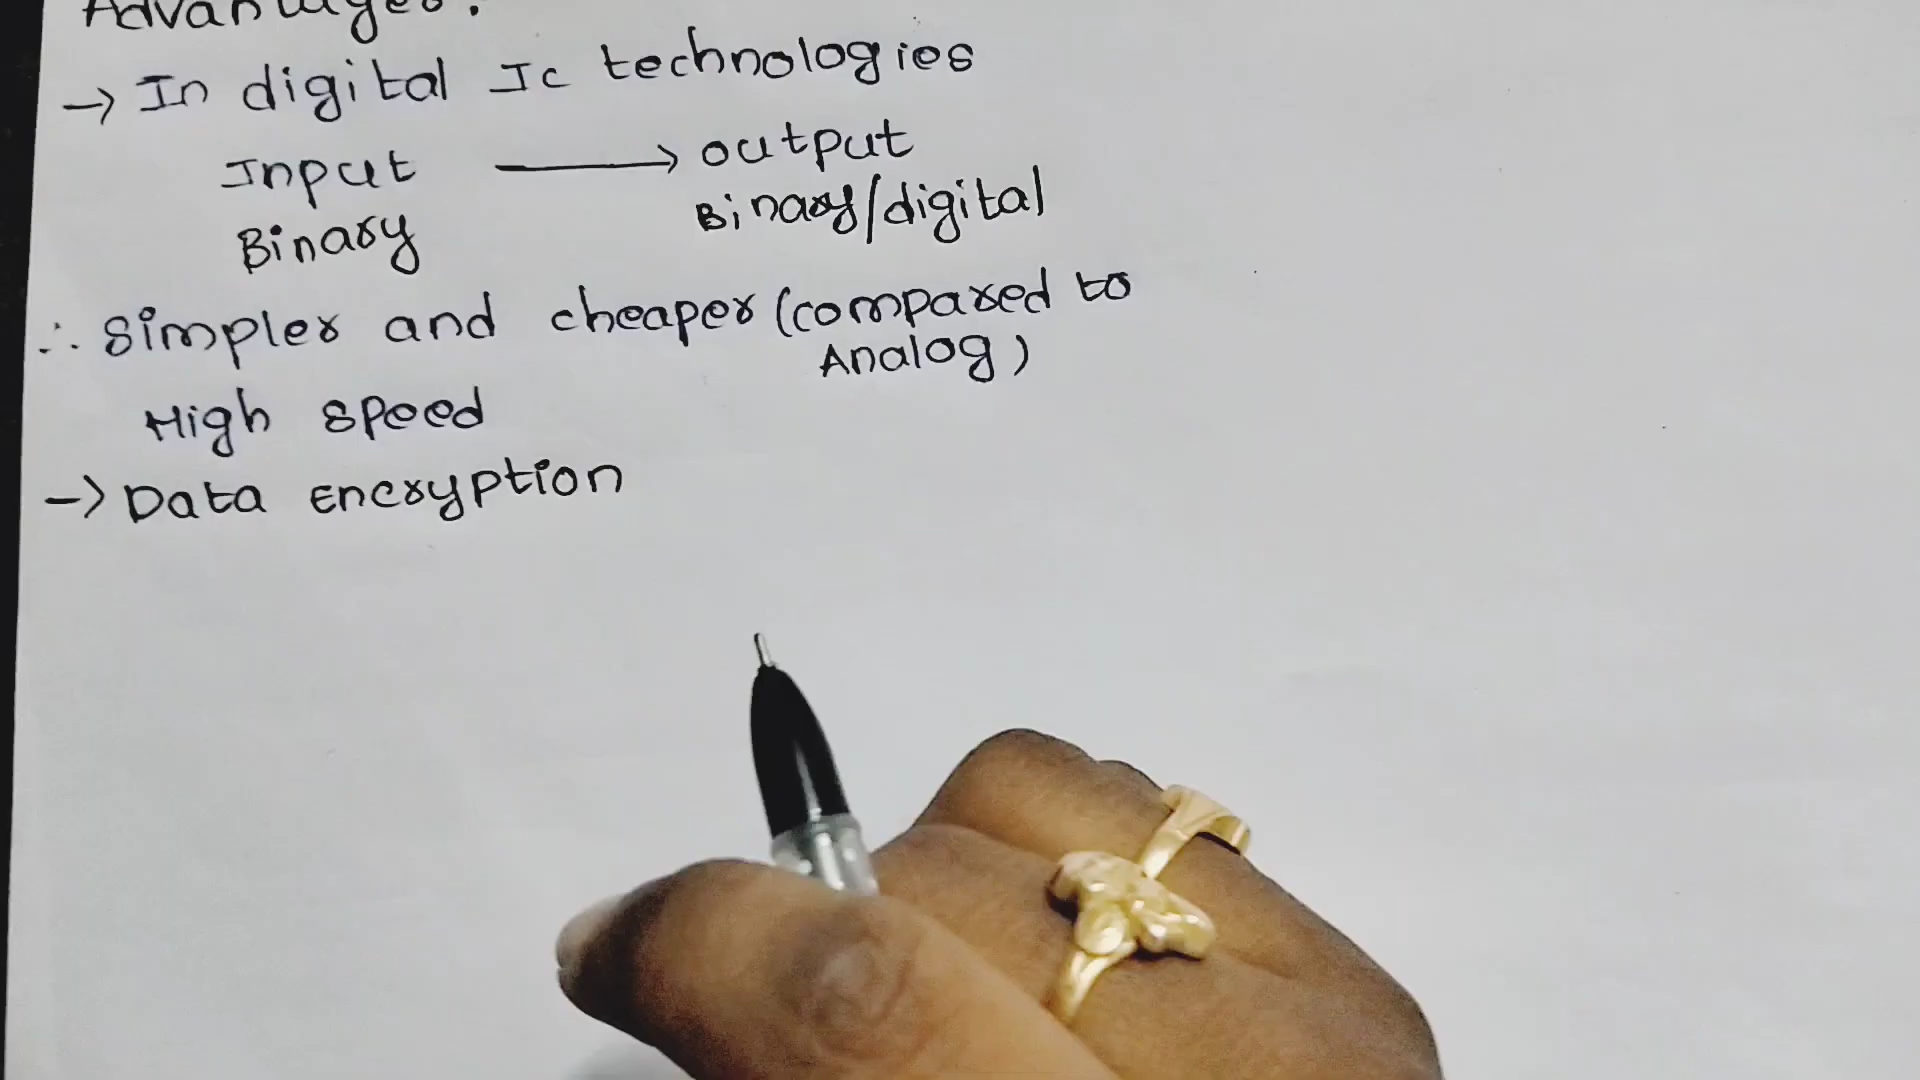 Advantages:
→ In digital Ic technologies
Input → output
Binary Binary/digital
∴ simpler and cheaper (compared to
Analog)
High speed
→ Data Encryption